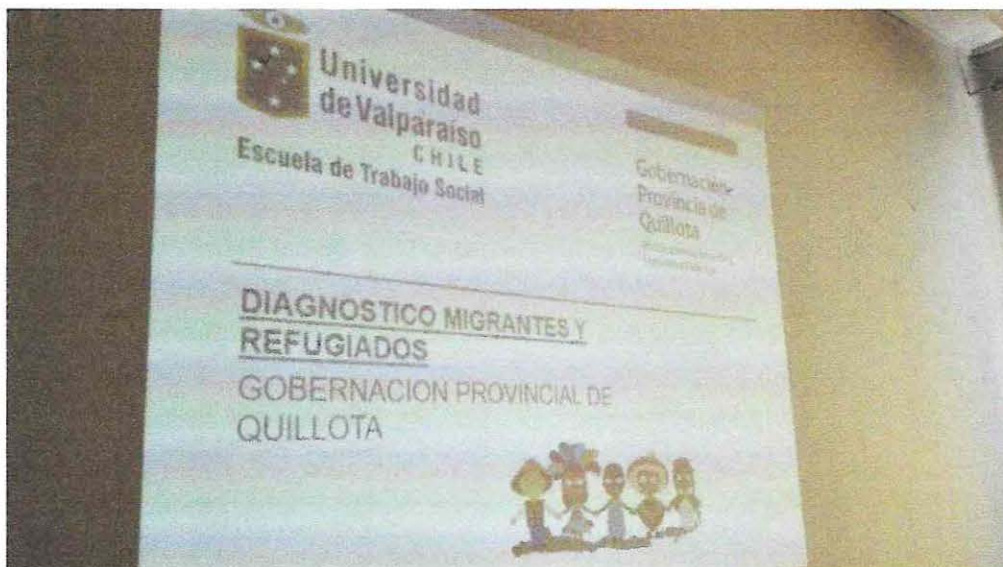 Universidad
de Valparaíso
CHILE
Escuela de Trabajo Social
Gobernación
Provincia de
Quillota
DIAGNOSTICO MIGRANTES Y
REFUGIADOS
GOBERNACION PROVINCIAL DE
QUILLOTA